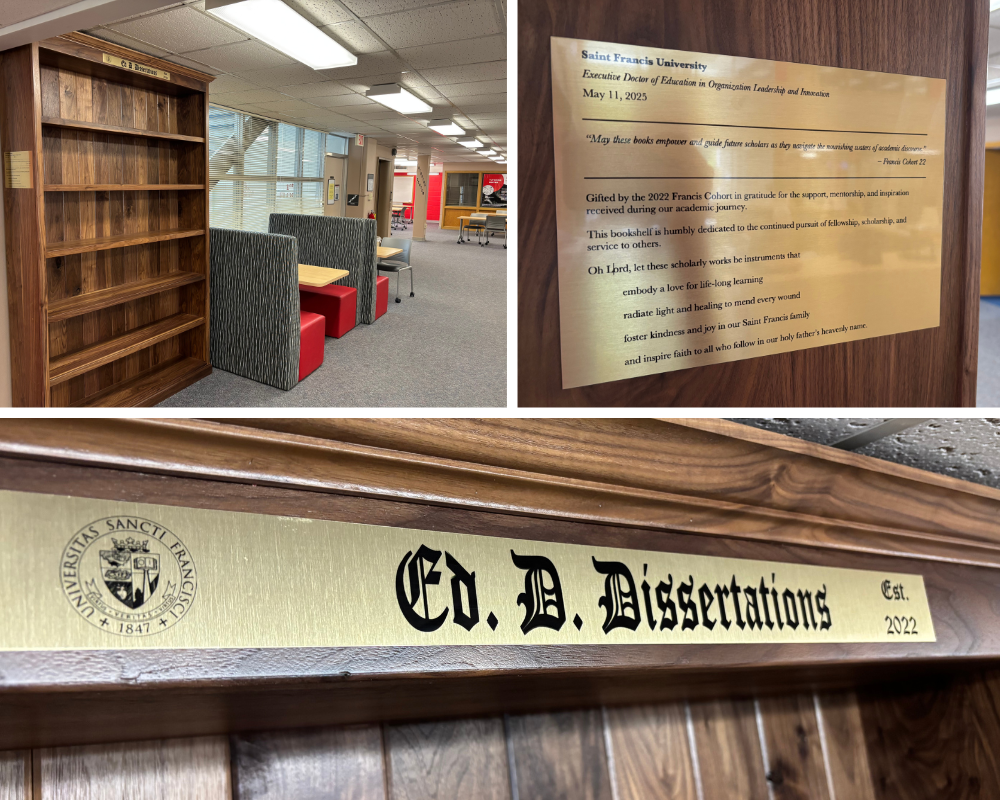 Ed. D. Dissertations
Saint Francis University
Executive Doctor of Education in Organization Leadership and Innovation
May 11, 2025
"May these books empower and guide future scholars as they navigate the nourishing waters of academic discourse."
– Francis Cohort 22
Gifted by the 2022 Francis Cohort in gratitude for the support, mentorship, and inspiration
received during our academic journey.
This bookshelf is humbly dedicated to the continued pursuit of fellowship, scholarship, and
service to others.
Oh Lord, let these scholarly works be instruments that
embody a love for life-long learning
radiate light and healing to mend every wound
foster kindness and joy in our Saint Francis family
and inspire faith to all who follow in our holy father's heavenly name.
UNIVERSITAS SANCTI FRANCISCI
VERITAS
1847
Ed. D. Dissertations
Est.
2022